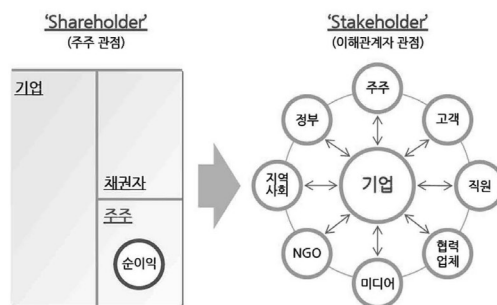 'Shareholder'
(주주 관점)
기업
채권자
주주
순이익
'Stakeholder'
(이해관계자 관점)
주주
고객
직원
협력
업체
미디어
NGO
지역
사회
정부
기업